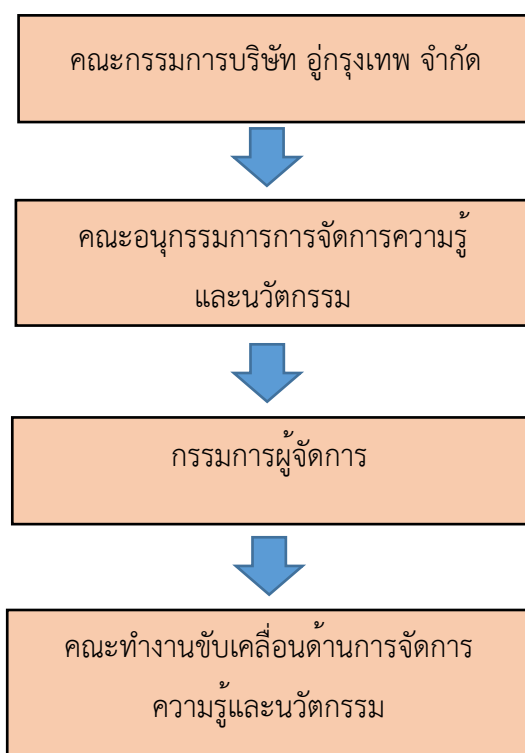 คณะกรรมการบริษัท อู่กรุงเทพ จำกัด
คณะอนุกรรมการการจัดการความรู้
และนวัตกรรม
กรรมการผู้จัดการ
คณะทำงานขับเคลื่อนด้านการจัดการ
ความรู้และนวัตกรรม